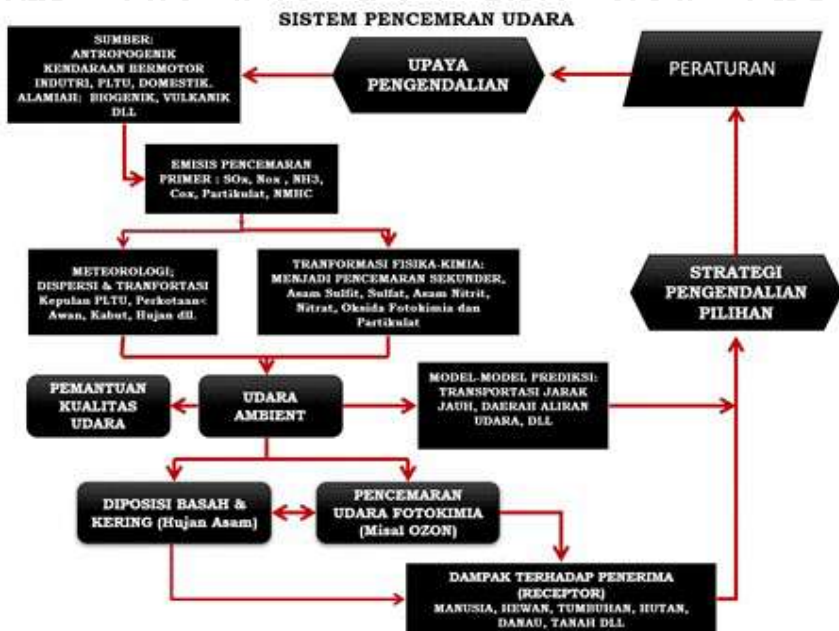 SISTEM PENCEMRAN UDARA
SUMBER:
ANTROPOGENIK
KENDARAAN BERMOTOR
INDUTRI, PLTU, DOMESTIK.
ALAMIAH: BIOGENIK, VULKANIK
DLL
UPAYA
PENGENDALIAN
PERATURAN
EMISIS PENCEMARAN
PRIMER : SOx, Nox , NH3,
Cox, Partikulat, NMHC
METEOROLOGI;
DISPERSI & TRANFORTASI
Kepulan PLTU, Perkotaan<
Awan, Kabut, Hujan dll.
TRANFORMASI FISIKA-KIMIA:
MENJADI PENCEMARAN SEKUNDER,
Asam Sulfit, Sulfat, Asam Nitrit,
Nitrat, Oksida Fotokimia dan
Partikulat
STRATEGI
PENGENDALIAN
PILIHAN
PEMANTUAN
KUALITAS
UDARA
UDARA
AMBIENT
MODEL-MODEL PREDIKSI:
TRANSPORTASI JARAK
JAUH, DAERAH ALIRAN
UDARA, DLL
DIPOSISI BASAH &
KERING (Hujan Asam)
PENCEMARAN
UDARA FOTOKIMIA
(Misal OZON)
DAMPAK TERHADAP PENERIMA
(RECEPTOR)
MANUSIA, HEWAN, TUMBUHAN, HUTAN,
DANAU, TANAH DLL